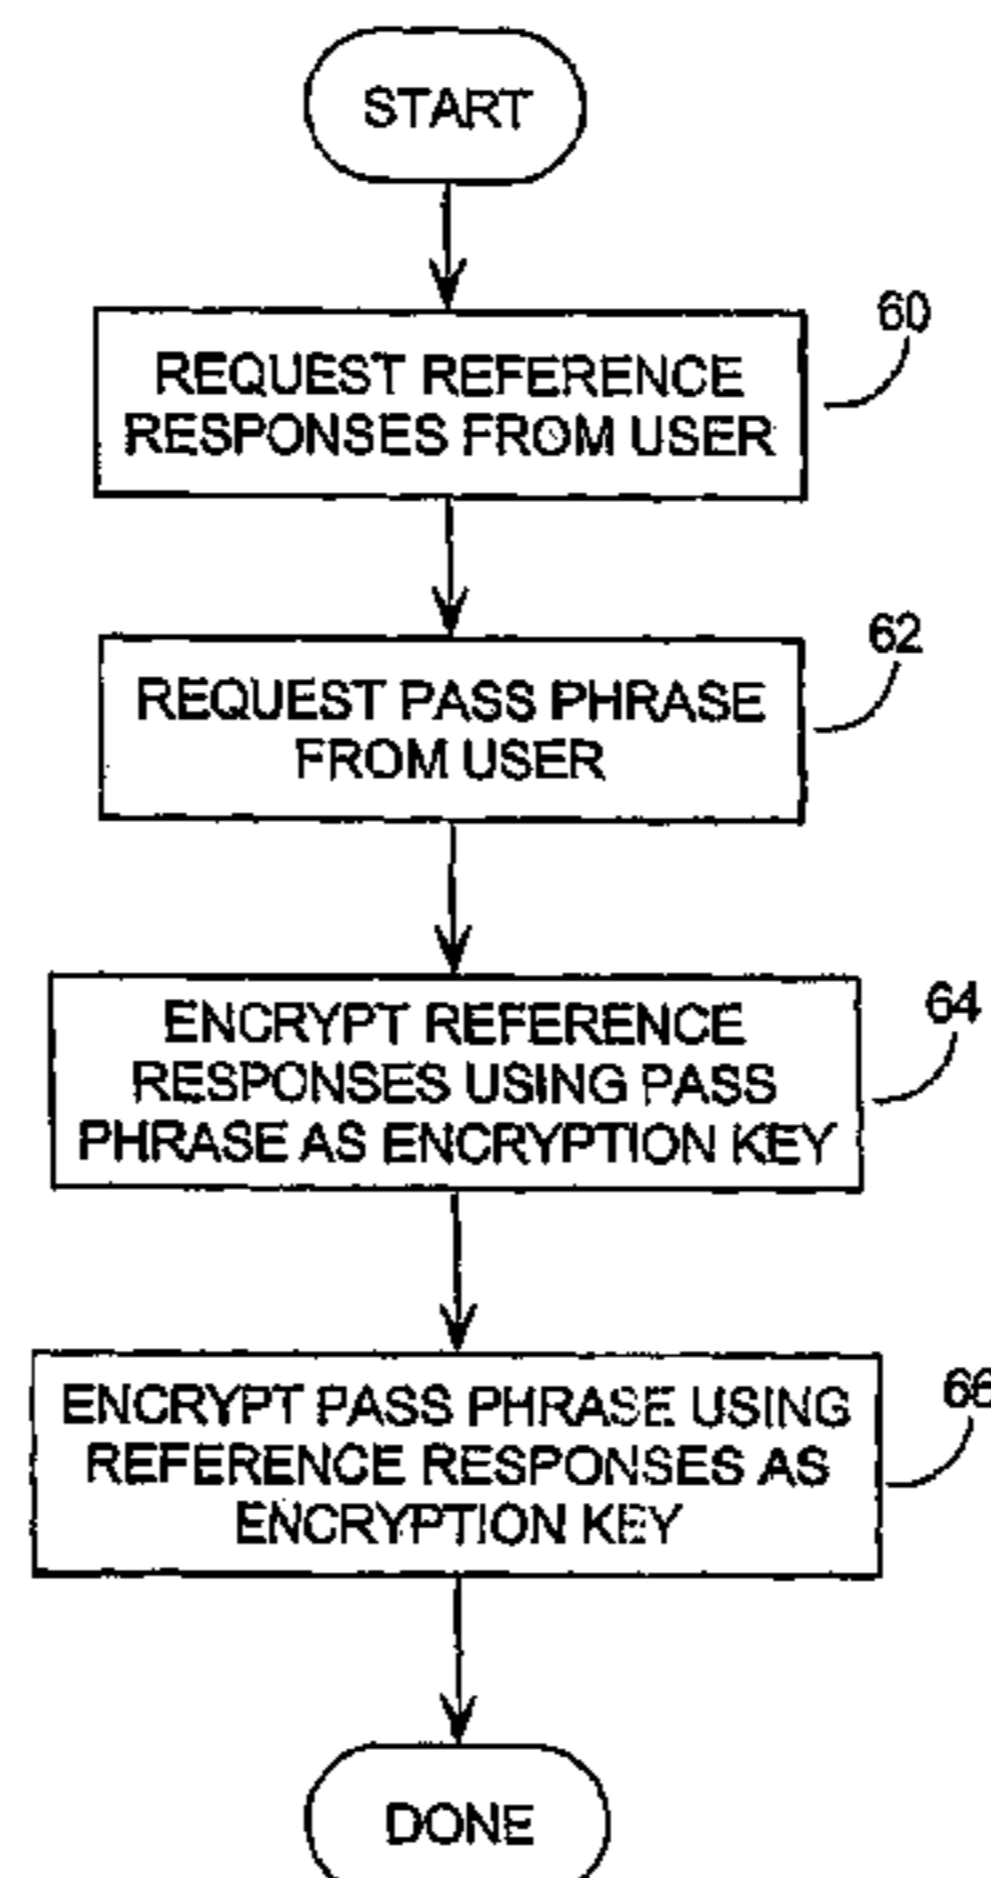 START
60
REQUEST REFERENCE
RESPONSES FROM USER
62
REQUEST PASS PHRASE
FROM USER
64
ENCRYPT REFERENCE
RESPONSES USING PASS
PHRASE AS ENCRYPTION KEY
66
ENCRYPT PASS PHRASE USING
REFERENCE RESPONSES AS
ENCRYPTION KEY
DONE